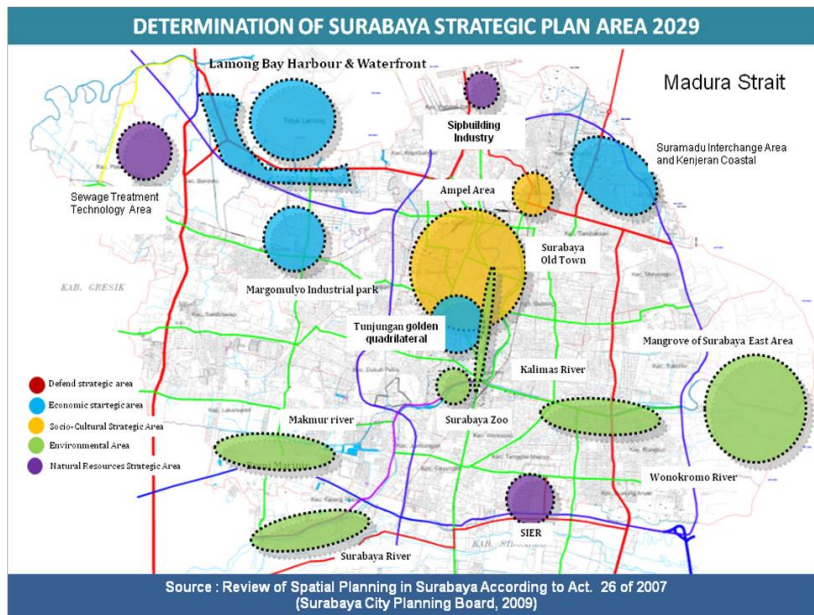 DETERMINATION OF SURABAYA STRATEGIC PLAN AREA 2029
Lamong Bay Harbour & Waterfront
Madura Strait
Teluk Lamong
Sipbuilding
Industry
Suramadu Interchange Area
and Kenjeran Coastal
Sewage Treatment
Technology Area
Ampel Area
Surabaya
Old Town
KAB. GRESIK
Margomulyo Industrial park
Tunjungan golden
quadrilateral
Mangrove of Surabaya East Area
Kalimas River
Defend strategic area
Economic startegic area
Socio-Cultural Strategic Area
Environmental Area
Natural Resources Strategic Area
Makmur river
Surabaya Zoo
Wonokromo River
SIER
Surabaya River
Source : Review of Spatial Planning in Surabaya According to Act. 26 of 2007
(Surabaya City Planning Board, 2009)